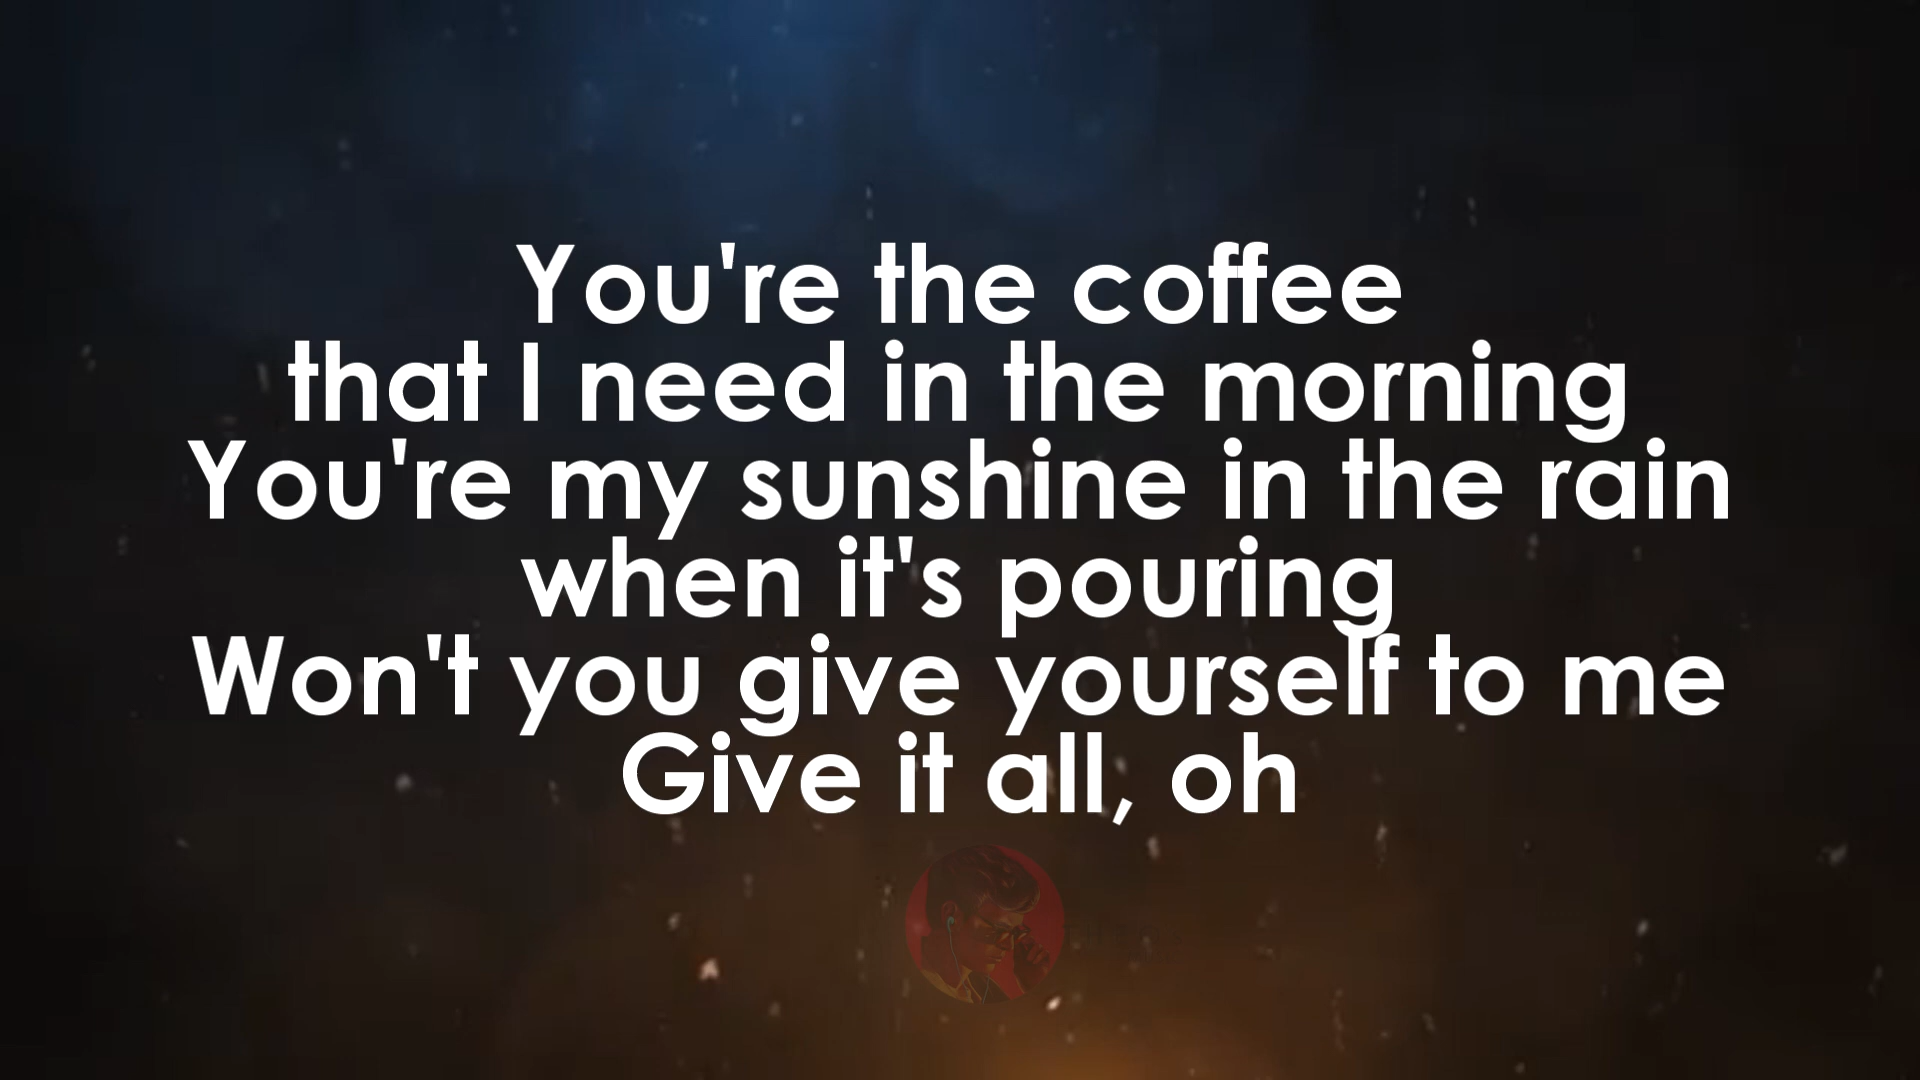 You're the coffee
that I need in the morning
You're my sunshine in the rain
when it's pouring
Won't you give yourself to me
Give it all, oh